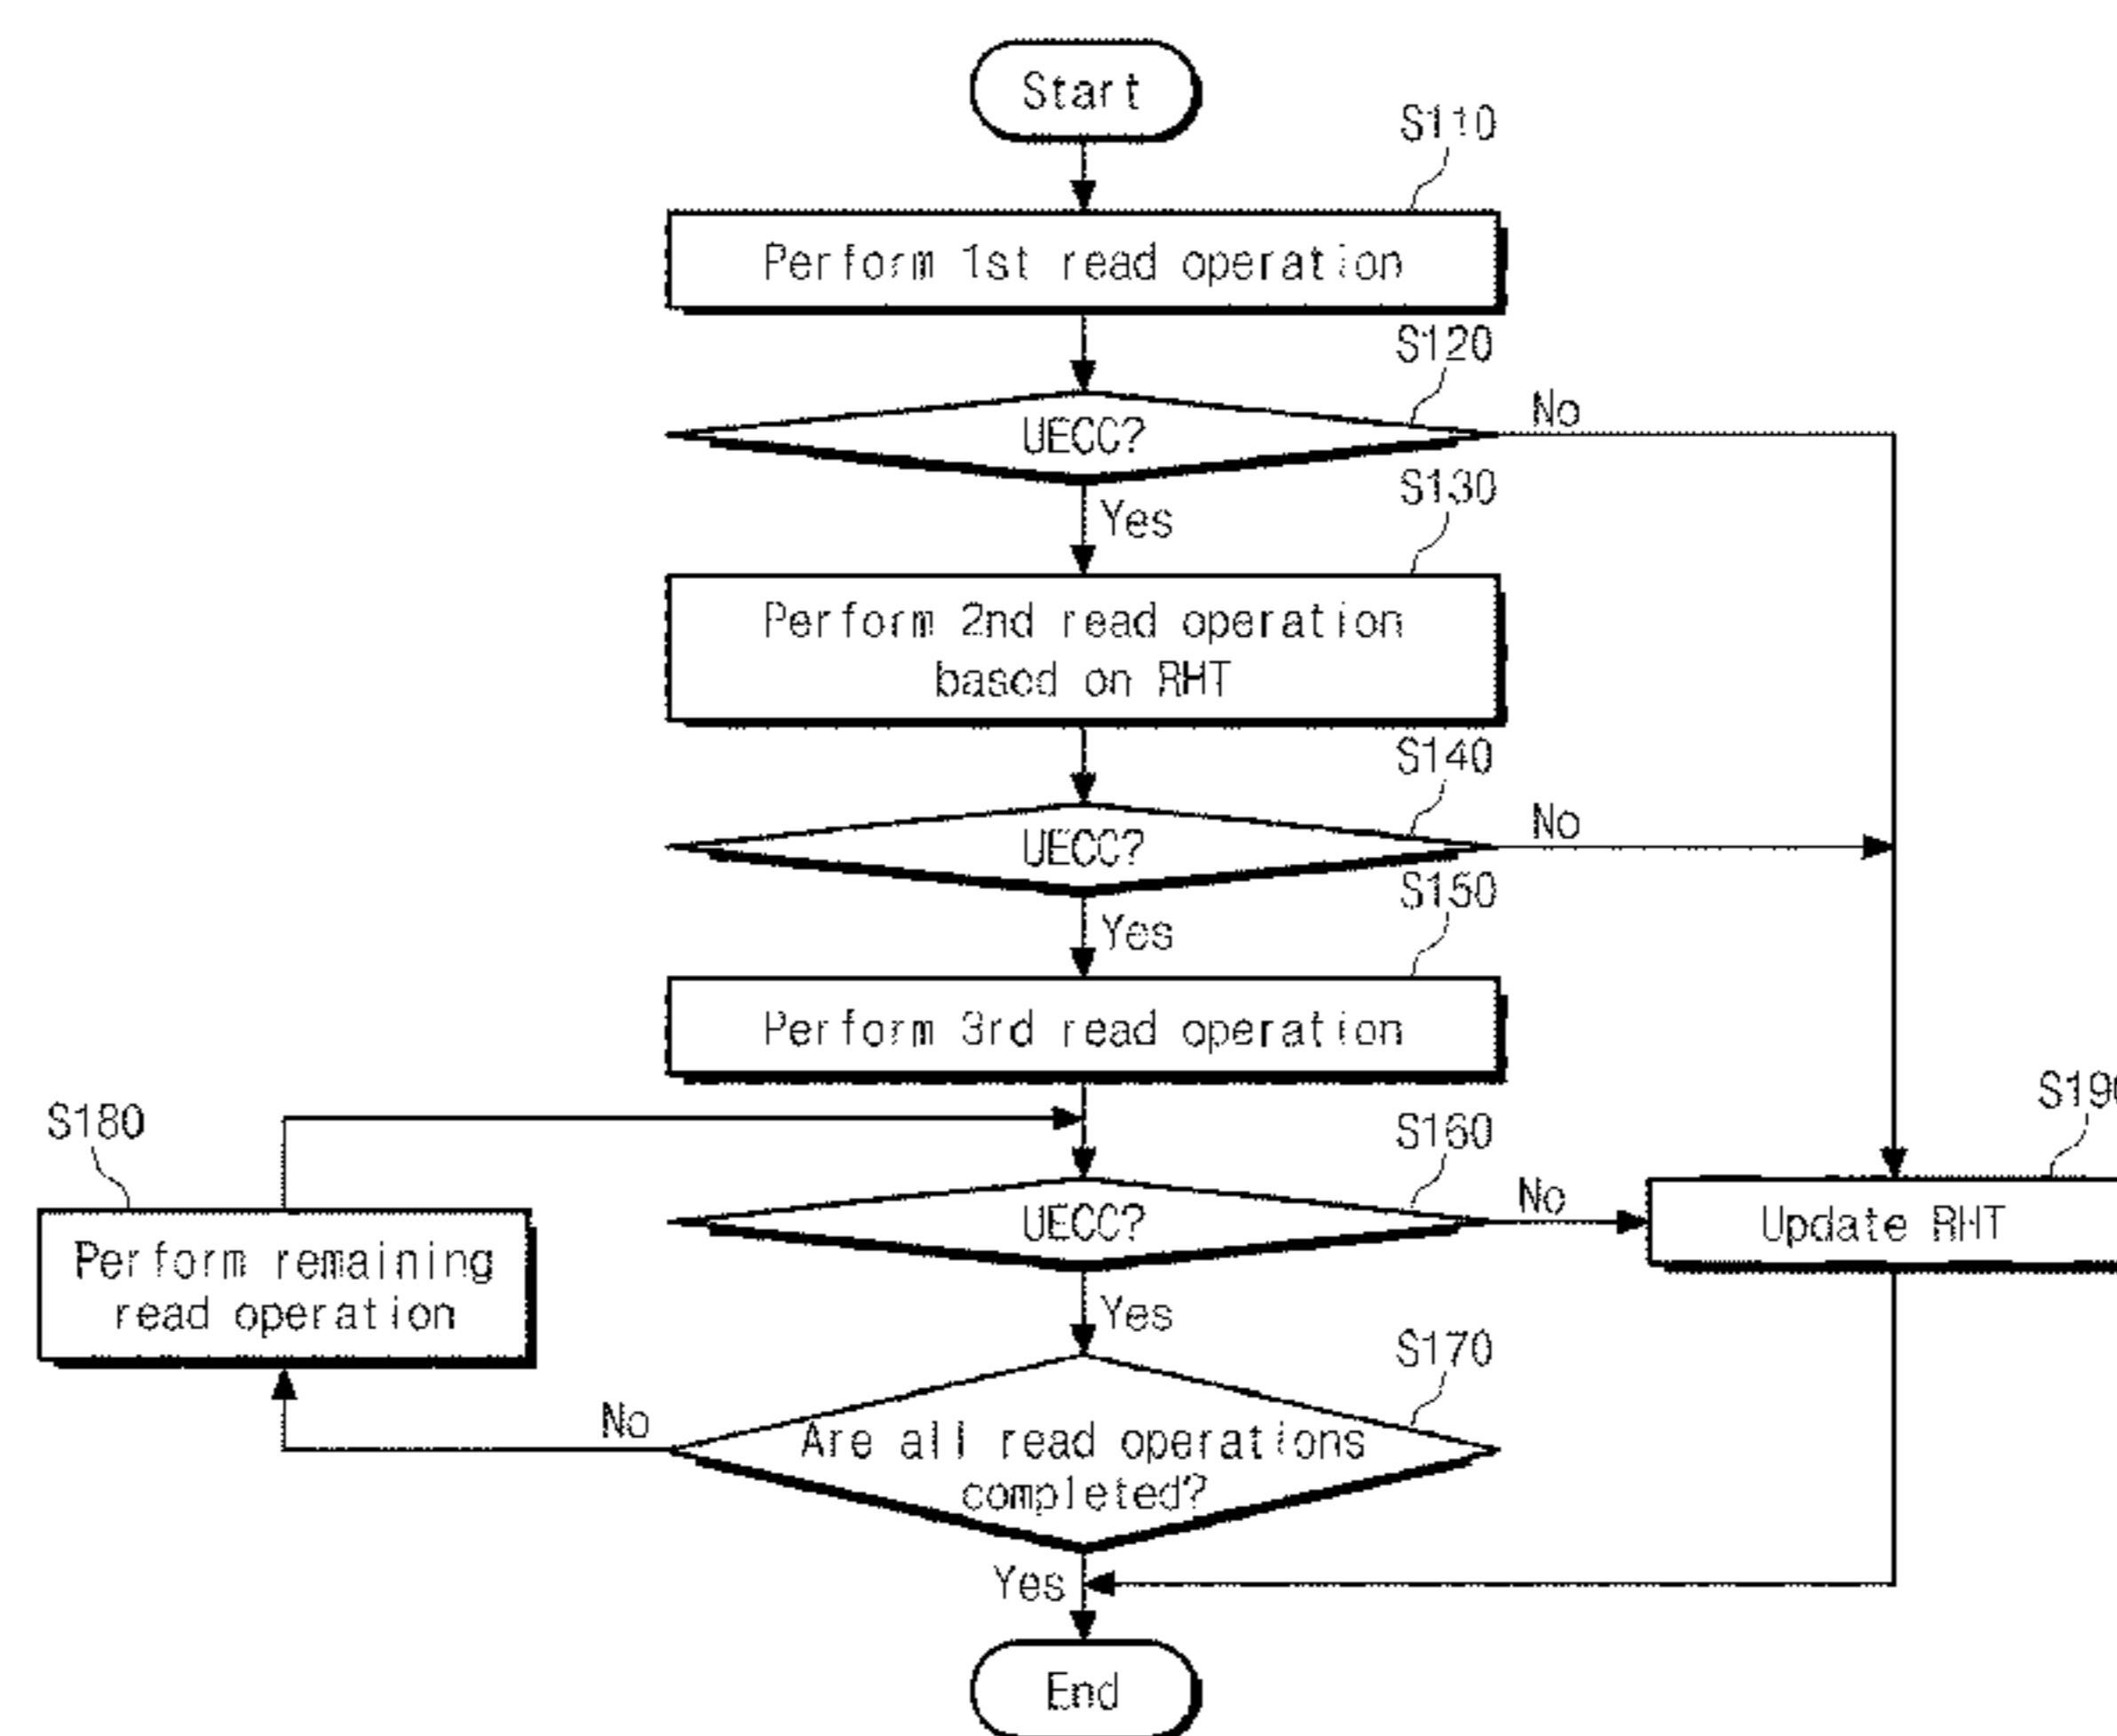 Start
S110
Perform 1st read operation
S120
UECC?
No
S130
Yes
Perform 2nd read operation
based on RHT
S140
UECC?
No
S150
Yes
Perform 3rd read operation
S180
S160
S190
Perform remaining
read operation
UECC?
No
Update RHT
Yes
S170
No
Are all read operations
completed?
Yes
End